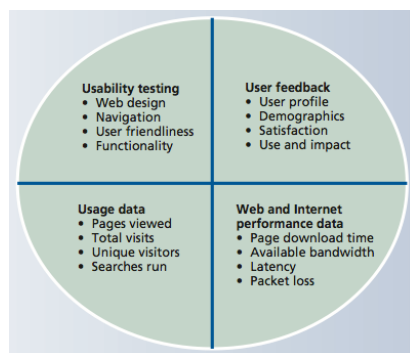 Usability testing
• Web design
• Navigation
• User friendliness
• Functionality
User feedback
• User profile
• Demographics
• Satisfaction
• Use and impact
Usage data
• Pages viewed
• Total visits
• Unique visitors
• Searches run
Web and Internet
performance data
• Page download time
• Available bandwidth
• Latency
• Packet loss